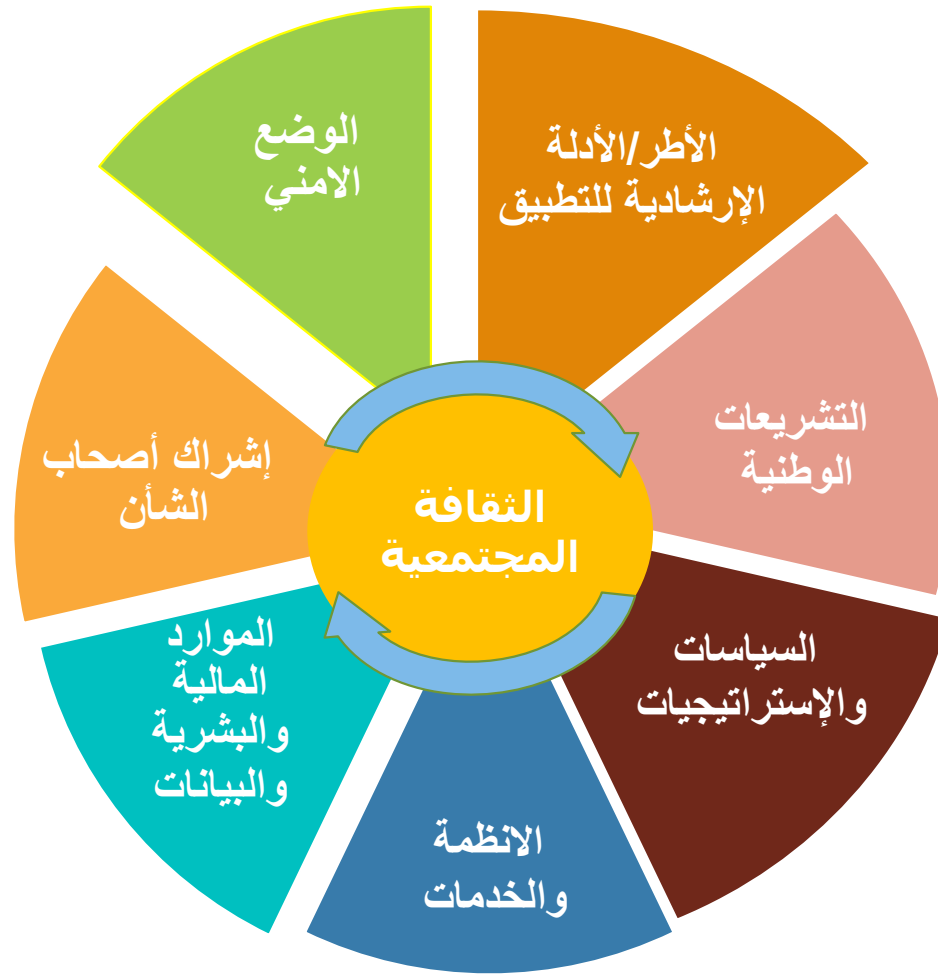 الأطر/الأدلة
الإرشادية للتطبيق
التشريعات
الوطنية
السياسات
والإستراتيجيات
الانظمة
والخدمات
الموارد
المالية
والبشرية
والبيانات
إشراك أصحاب
الشأن
الوضع
الامني
الثقافة
المجتمعية